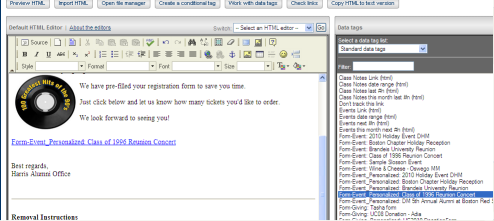 Preview HTML
Import HTML
Open file manager
Create a conditional tag
Work with data tags
Check links
Copy HTML to text version
Default HTML Editor | About the editors
Switch: -- Select an HTML editor -- Go
Source
Style Format Font Size
100 Greatest Hits of the 90's
We have pre-filled your registration form to save you time.
Just click below and let us know how many tickets you'd like to order.
We look forward to seeing you!
Form-Event_Personalized: Class of 1996 Reunion Concert
Best regards,
Harris Alumni Office
Removal Instructions
Data tags
Select a data tag list:
Standard data tags
Filter:
Class Notes Link (html)
Class Notes date range (html)
Class Notes last #n (html)
Class Notes this month last #n (html)
Don't track this link
Events Link (html)
Events date range (html)
Events next #n (html)
Events this month next #n (html)
Form-Event: 2010 Holiday Event DHM
Form-Event: Boston Chapter Holiday Reception
Form-Event: Brandeis University Reunion
Form-Event: Class of 1996 Reunion Concert
Form-Event: Sample Slosson Event
Form-Event: Wine & Cheese - Oswego MM
Form-Event_Personalized: 2010 Holiday Event DHM
Form-Event_Personalized: Boston Chapter Holiday Reception
Form-Event_Personalized: Brandeis University Reunion
Form-Event_Personalized: Class of 1996 Reunion Concert
Form-Event_Personalized: DM 5th Annual Alumni at Boston Red
Form-Giving: Tasha form
Form-Giving: UC08 Donation - Adia